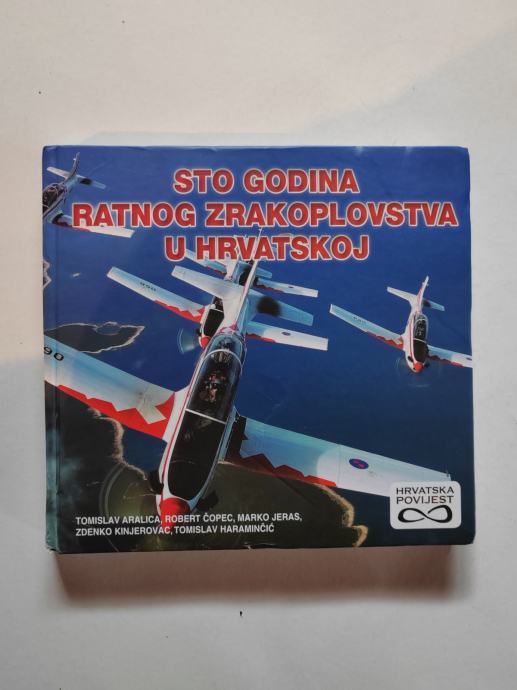 STO GODINA
RATNOG ZRAKOPLOVSTVA
U HRVATSKOJ
HRVATSKA
POVIJEST
TOMISLAV ARALICA, ROBERT ČOPEC, MARKO JERAS,
ZDENKO KINJEROVAC, TOMISLAV HARAMINČIĆ